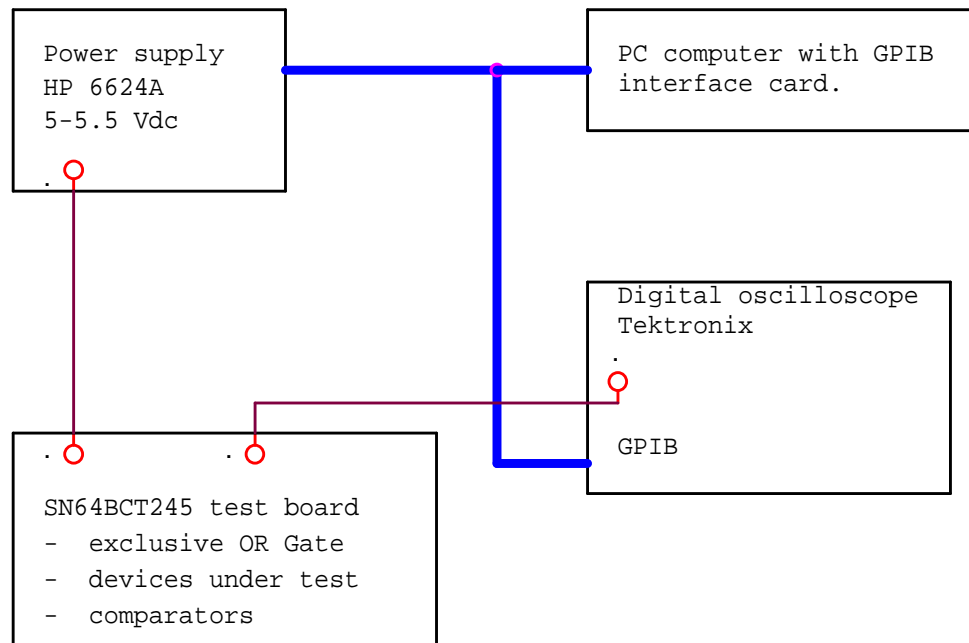 Power supply
HP 6624A
5-5.5 Vdc
.
PC computer with GPIB
interface card.
Digital oscilloscope
Tektronix
.
GPIB
. .
SN64BCT245 test board
- exclusive OR Gate
- devices under test
- comparators